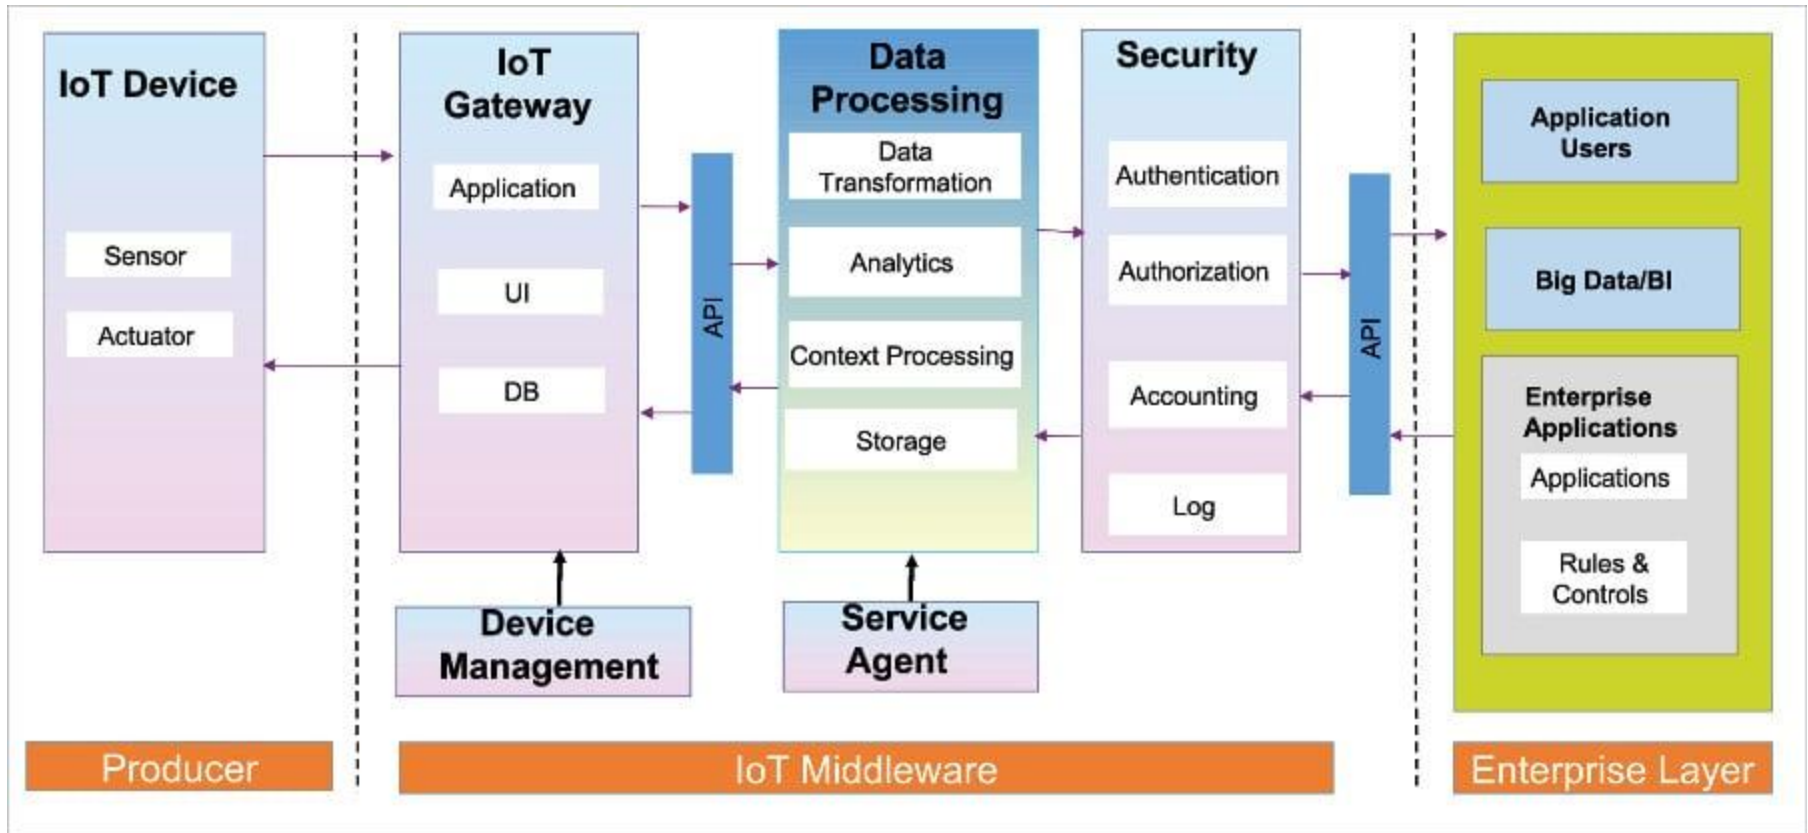 IoT Device
Sensor
Actuator
IoT
Gateway
Application
UI
DB
API
Data
Processing
Data
Transformation
Analytics
Context Processing
Storage
Security
Authentication
Authorization
Accounting
Log
API
Application
Users
Big Data/BI
Enterprise
Applications
Applications
Rules &
Controls
Device
Management
Service
Agent
Producer
IoT Middleware
Enterprise Layer